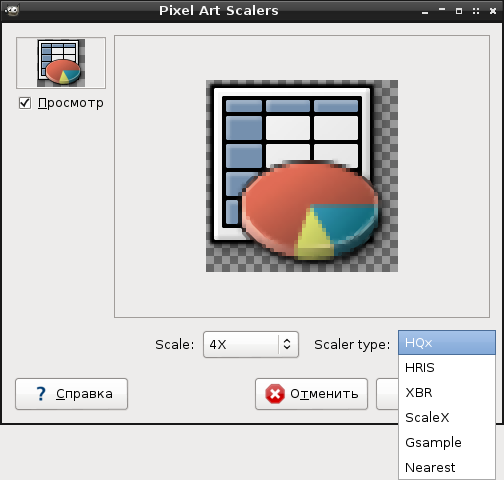 Pixel Art Scalers
Просмотр
Scale: 4X Scaler type: HQx
HRIS
XBR
ScaleX
Gsample
Nearest
Справка Отменить